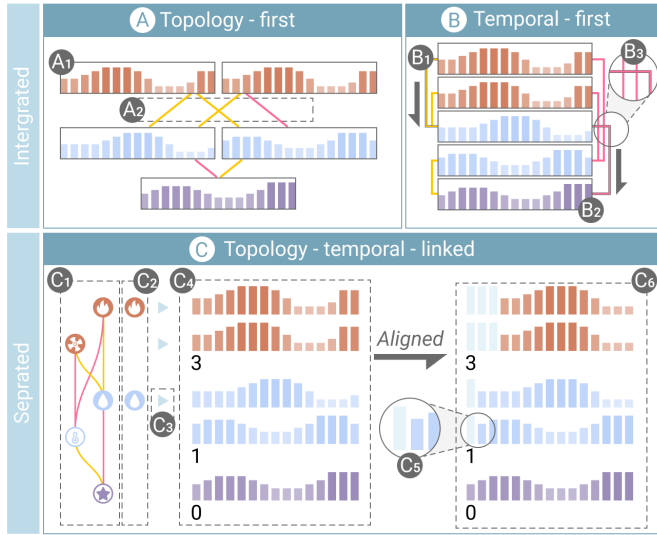 A Topology - first
B Temporal - first
Intergrated
A1
A2
B1
B3
B2
C Topology - temporal - linked
Seprated
C1
C2
C4
C6
3
Aligned
3
C3
C5
1
1
0
0